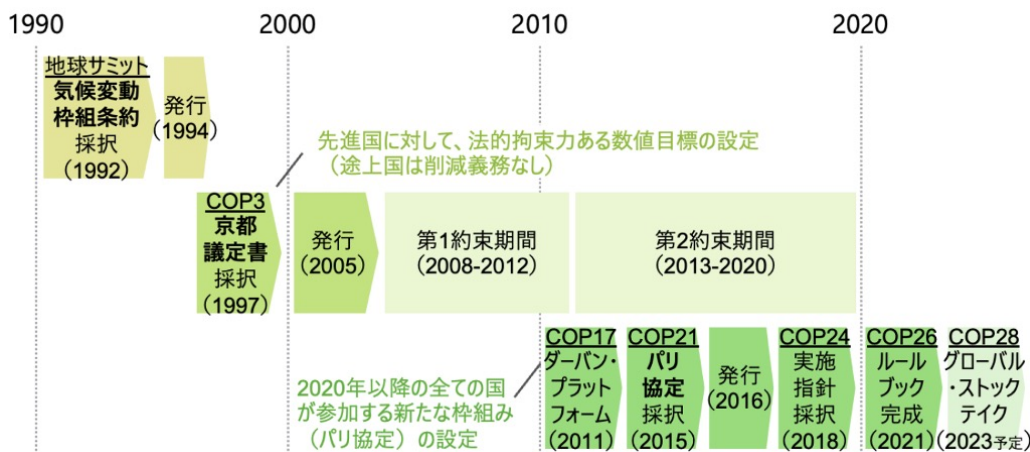 1990
2000
2010
2020
地球サミット
気候変動
枠組条約
採択
（1992）
発行
（1994）
先進国に対して、法的拘束力ある数値目標の設定
（途上国は削減義務なし）
COP3
京都
議定書
採択
（1997）
発行
（2005）
第1約束期間
（2008-2012）
第2約束期間
（2013-2020）
2020年以降の全ての国
が参加する新たな枠組み
（パリ協定）の設定
COP17
ダーバン・
プラット
フォーム
（2011）
COP21
パリ
協定
採択
（2015）
発行
（2016）
COP24
実施
指針
採択
（2018）
COP26
ルール
ブック
完成
（2021）
COP28
グローバル
・ストック
テイク
（2023予定）